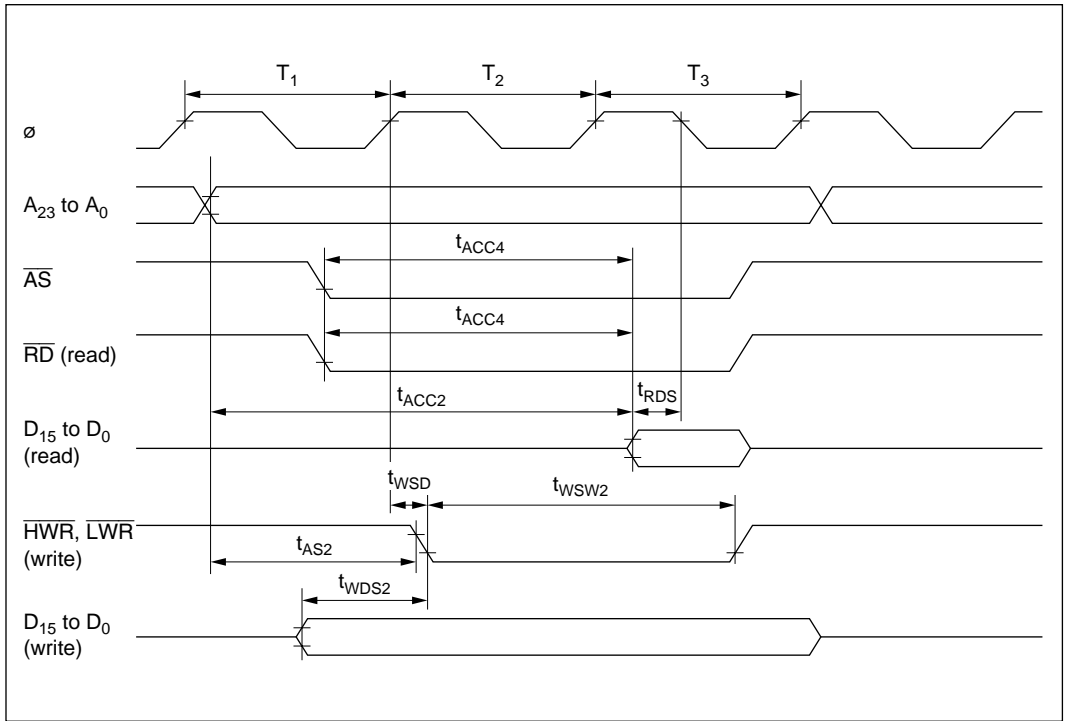 T1 T2 T3
ø
A23 to A0
tACC4
AS
tACC4
RD (read)
tACC2 tRDS
D15 to D0
(read)
tWSD tWSW2
HWR, LWR
(write)
tAS2
tWDS2
D15 to D0
(write)